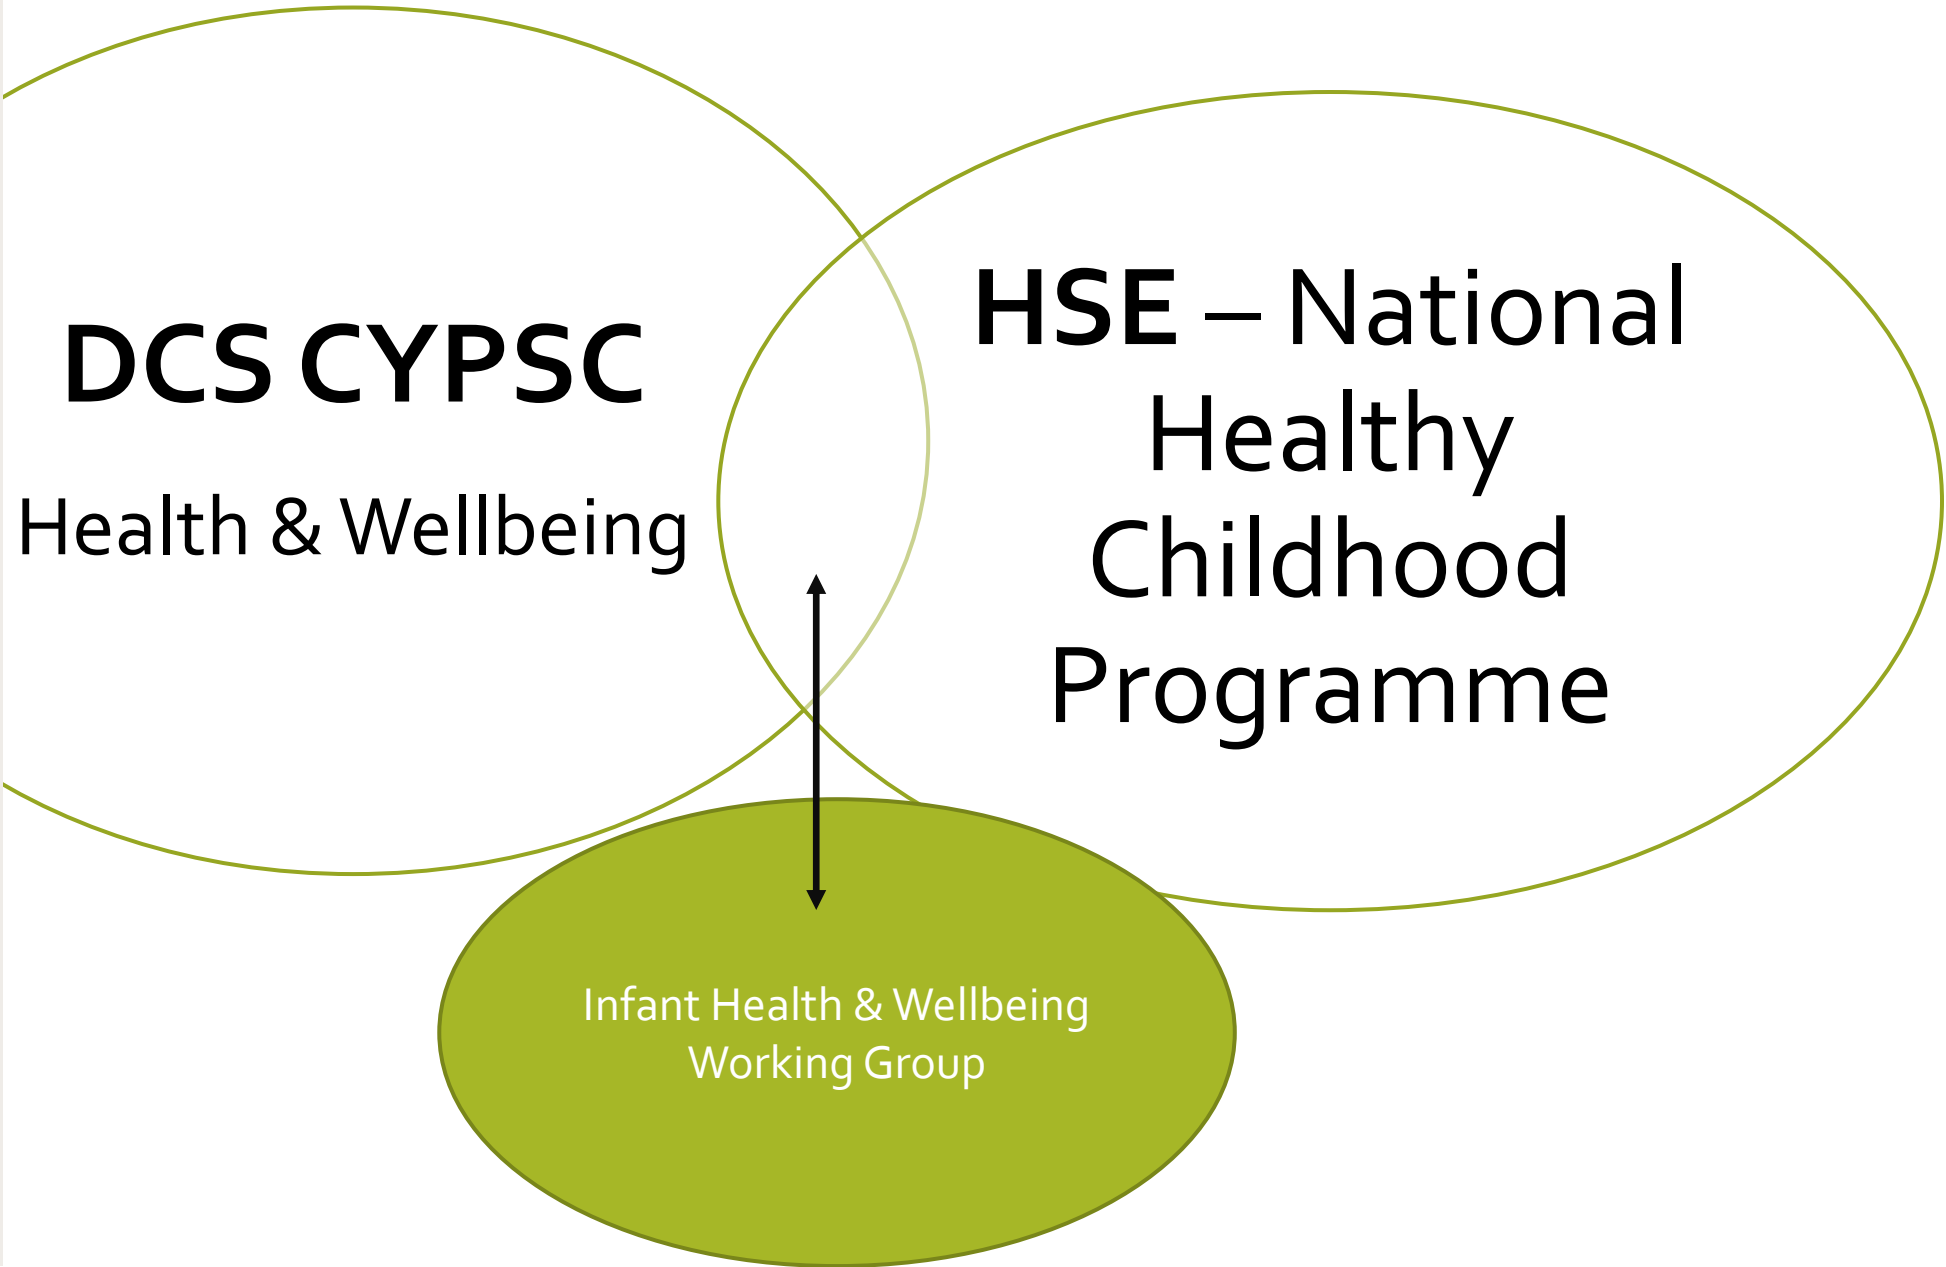 DCS CYPSC
Health & Wellbeing
HSE – National
Healthy
Childhood
Programme
Infant Health & Wellbeing
Working Group